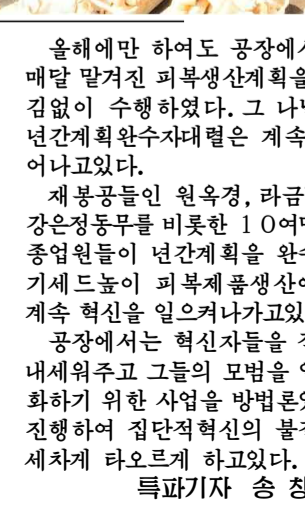 올해에만 하여도 공장에서
매달 맡겨진 피복생산계획을
김없이 수행하였다. 그 나날
년간계획완수자대렬은 계속
어나고있다.
재봉공들인 원옥경, 라금
강은정동무를 비롯한 10여명
종업원들이 년간계획을 완수
기세드높이 피복제품생산에
계속 혁신을 일으켜나가고있
공장에서는 혁신자들을 적
내세워주고 그들의 모범을 일
화하기 위한 사업을 방법론있
진행하여 집단적혁신의 불길
세차게 타오르게 하고있다.
특파기자 송 창